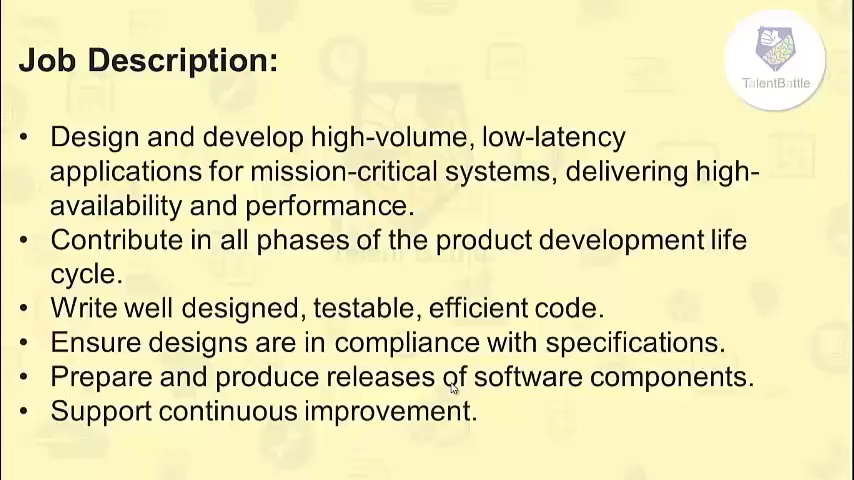 Job Description:
TalentBattle
• Design and develop high-volume, low-latency
applications for mission-critical systems, delivering high-
availability and performance.
• Contribute in all phases of the product development life
cycle.
• Write well designed, testable, efficient code.
• Ensure designs are in compliance with specifications.
• Prepare and produce releases of software components.
• Support continuous improvement.